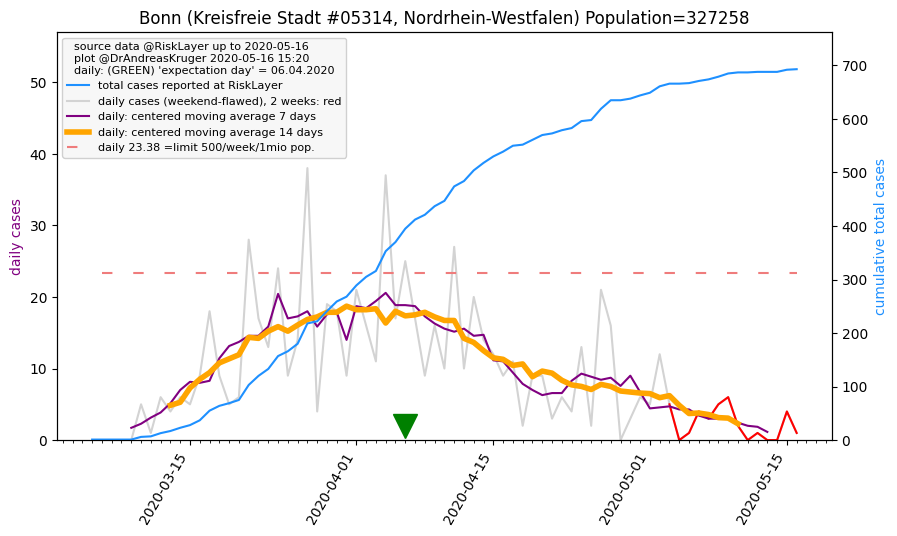 Bonn (Kreisfreie Stadt #05314, Nordrhein-Westfalen) Population=327258
source data @RiskLayer up to 2020-05-16
plot @DrAndreasKruger 2020-05-16 15:20
daily: (GREEN) 'expectation day' = 06.04.2020
total cases reported at RiskLayer
daily cases (weekend-flawed), 2 weeks: red
daily: centered moving average 7 days
daily: centered moving average 14 days
daily 23.38 =limit 500/week/1mio pop.
daily cases
50
40
30
20
10
0
700
600
500
400
300
200
100
0
cumulative total cases
2020-03-15
2020-04-01
2020-04-15
2020-05-01
2020-05-15